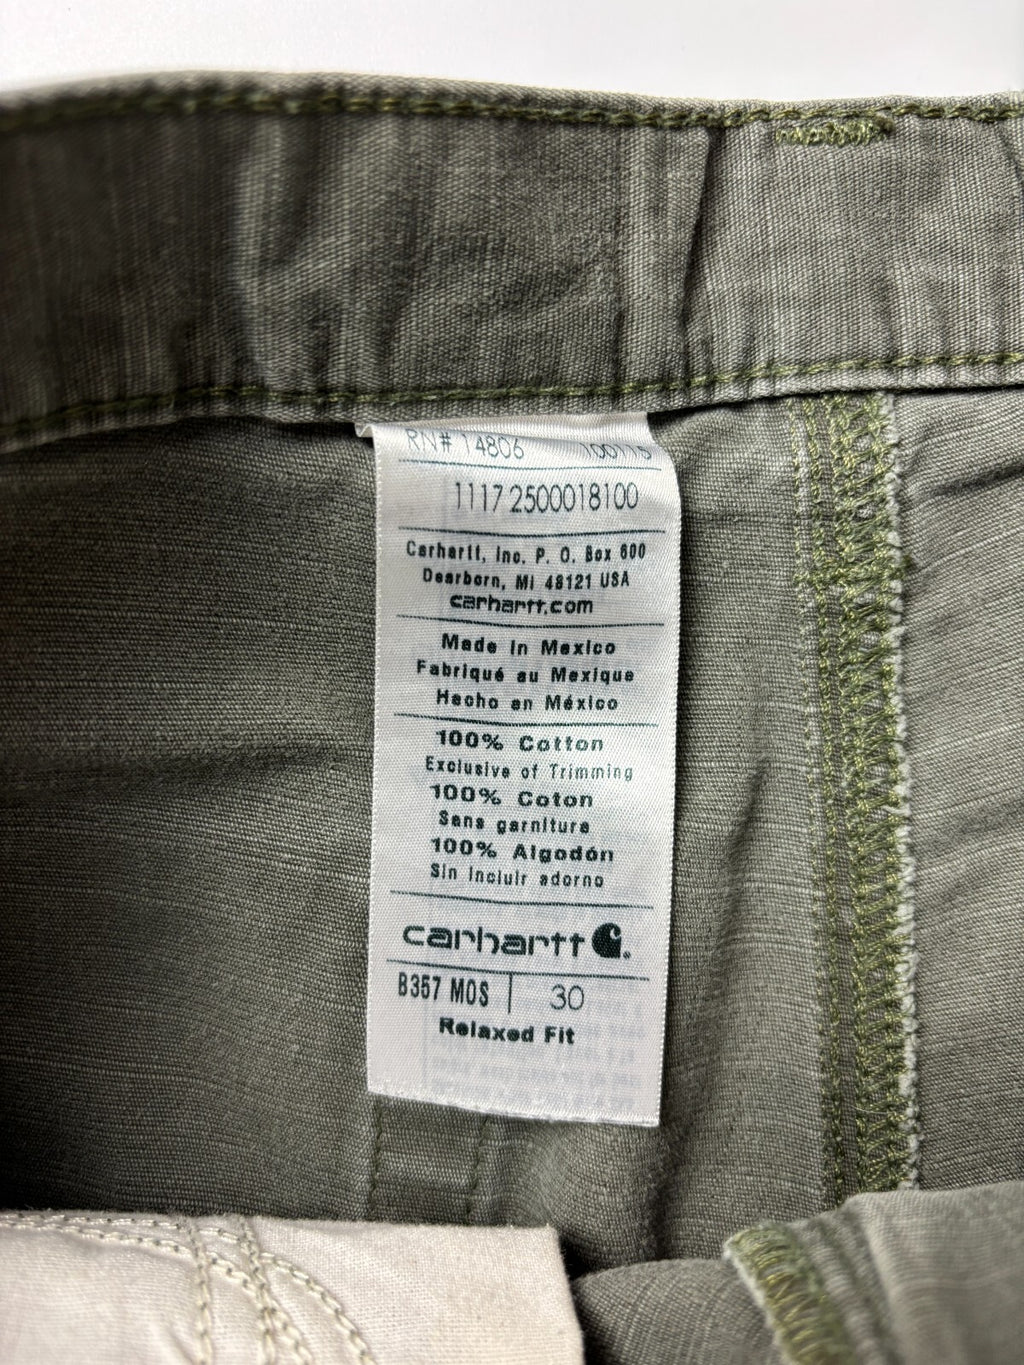 RN# 14806 100115
1117 2500018100
Carhartt, Inc. P. O. Box 600
Dearborn, MI 48121 USA
carhartt.com
Made in Mexico
Fabriqué au Mexique
Hecho en México
100% Cotton
Exclusive of Trimming
100% Coton
Sans garniture
100% Algodón
Sin incluir adorno
carhartt
B357 MOS | 30
Relaxed Fit